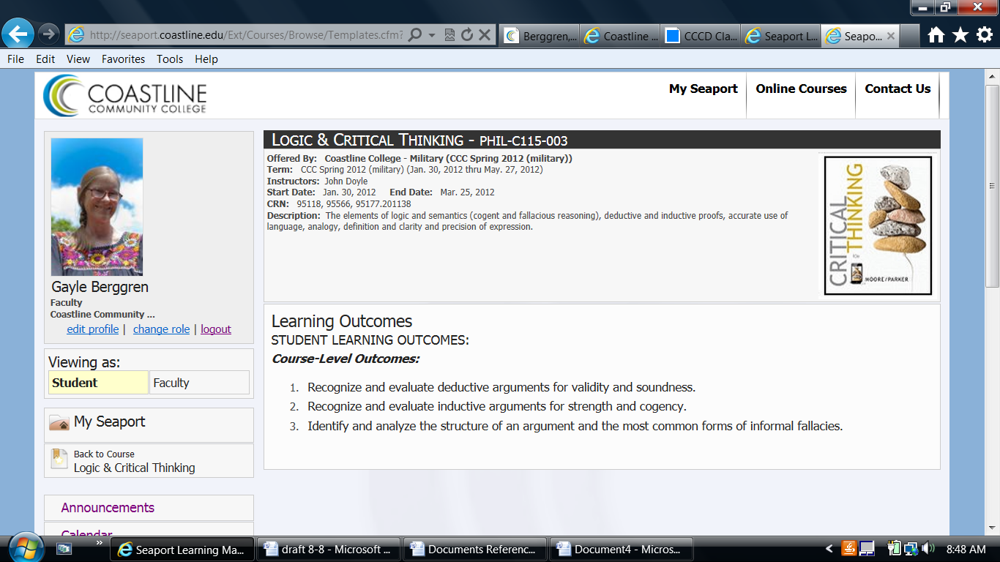 http://seaport.coastline.edu/Ext/Courses/Browse/Templates.cfm?
Berggren,...
Coastline ...
CCCD Cla...
Seaport L...
Seapo...
File Edit View Favorites Tools Help
COASTLINE
COMMUNITY COLLEGE
My Seaport
Online Courses
Contact Us
Gayle Berggren
Faculty
Coastline Community ...
edit profile | change role | logout
Viewing as:
Student
Faculty
My Seaport
Back to Course
Logic & Critical Thinking
Announcements
Calendar
LOGIC & CRITICAL THINKING - PHIL-C115-003
Offered By: Coastline College - Military (CCC Spring 2012 (military))
Term: CCC Spring 2012 (military) (Jan. 30, 2012 thru May. 27, 2012)
Instructors: John Doyle
Start Date: Jan. 30, 2012 End Date: Mar. 25, 2012
CRN: 95118, 95566, 95177.201138
Description: The elements of logic and semantics (cogent and fallacious reasoning), deductive and inductive proofs, accurate use of
language, analogy, definition and clarity and precision of expression.
CRITICAL
THINKING
MOORE/PARKER
Learning Outcomes
STUDENT LEARNING OUTCOMES:
Course-Level Outcomes:
1. Recognize and evaluate deductive arguments for validity and soundness.
2. Recognize and evaluate inductive arguments for strength and cogency.
3. Identify and analyze the structure of an argument and the most common forms of informal fallacies.
Seaport Learning Ma...
draft 8-8 - Microsoft ...
Documents Referenc...
Document4 - Micros...
8:48 AM